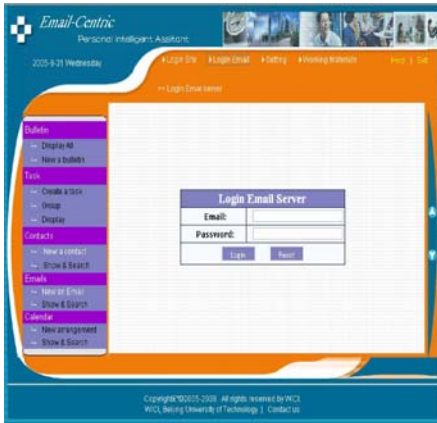 Email-Centric
Personal Intelligent Assitant
2005-8-31 Wednesday
Login Site Login Email Setting Working Materials Help | Exit
>> Login Email server
Bulletin
Display All
New a bulletin
Task
Create a task
Group
Display
Contacts
New a contact
Show & Search
Emails
New an Email
Show & Search
Calendar
New arrangement
Show & Search
Login Email Server
Email:
Password:
Login Reset
Copyright 2005-2008 All rights reserved by WICI.
WICI, Beijing University of Technology | Contact us